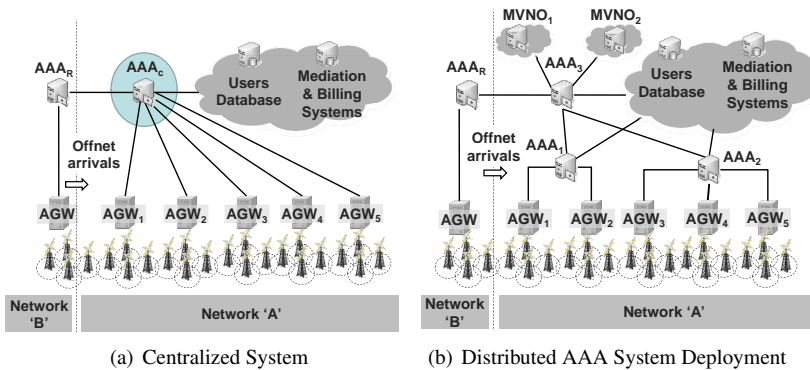 AAA_R
AAA_c
Users
Database
Mediation
& Billing
Systems
Offnet
arrivals
AGW
AGW_1
AGW_2
AGW_3
AGW_4
AGW_5
Network
'B'
Network 'A'
(a) Centralized System
MVNO_1
MVNO_2
AAA_R
AAA_3
Users
Database
Mediation
& Billing
Systems
Offnet
arrivals
AAA_1
AAA_2
AGW
AGW_1
AGW_2
AGW_3
AGW_4
AGW_5
Network
'B'
Network 'A'
(b) Distributed AAA System Deployment